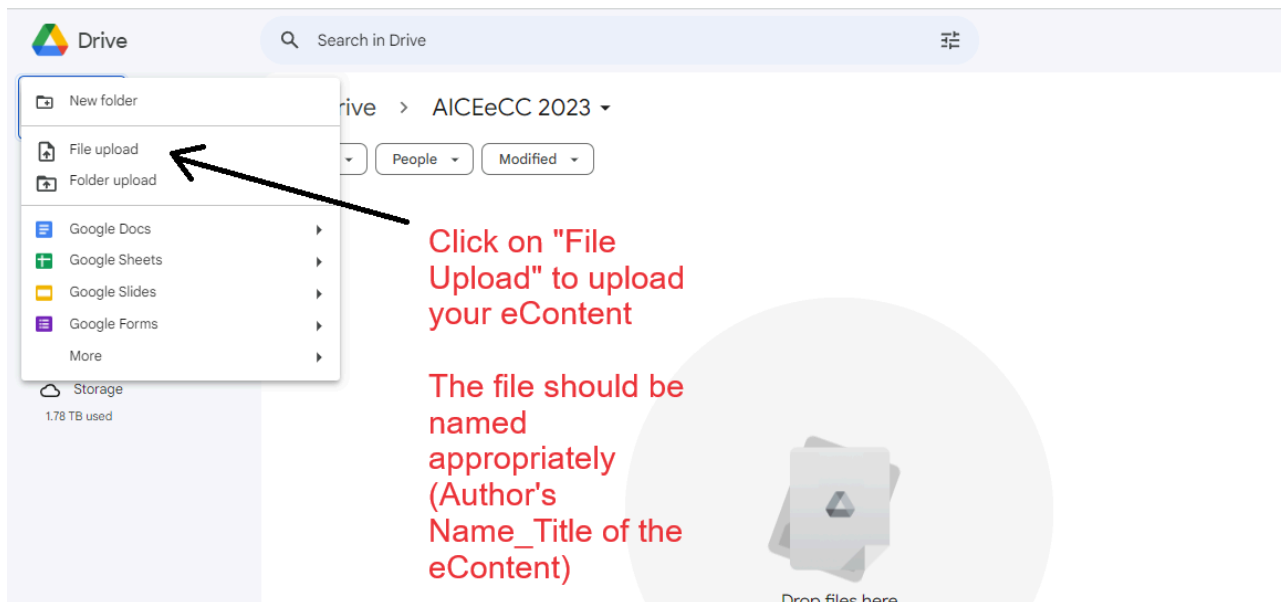 Drive
Search in Drive
New folder
rive > AICEeCC 2023
File upload
People
Modified
Folder upload
Google Docs
Google Sheets
Google Slides
Google Forms
More
Storage
1.78 TB used
Click on "File
Upload" to upload
your eContent
The file should be
named
appropriately
(Author's
Name_Title of the
eContent)
Drop files here